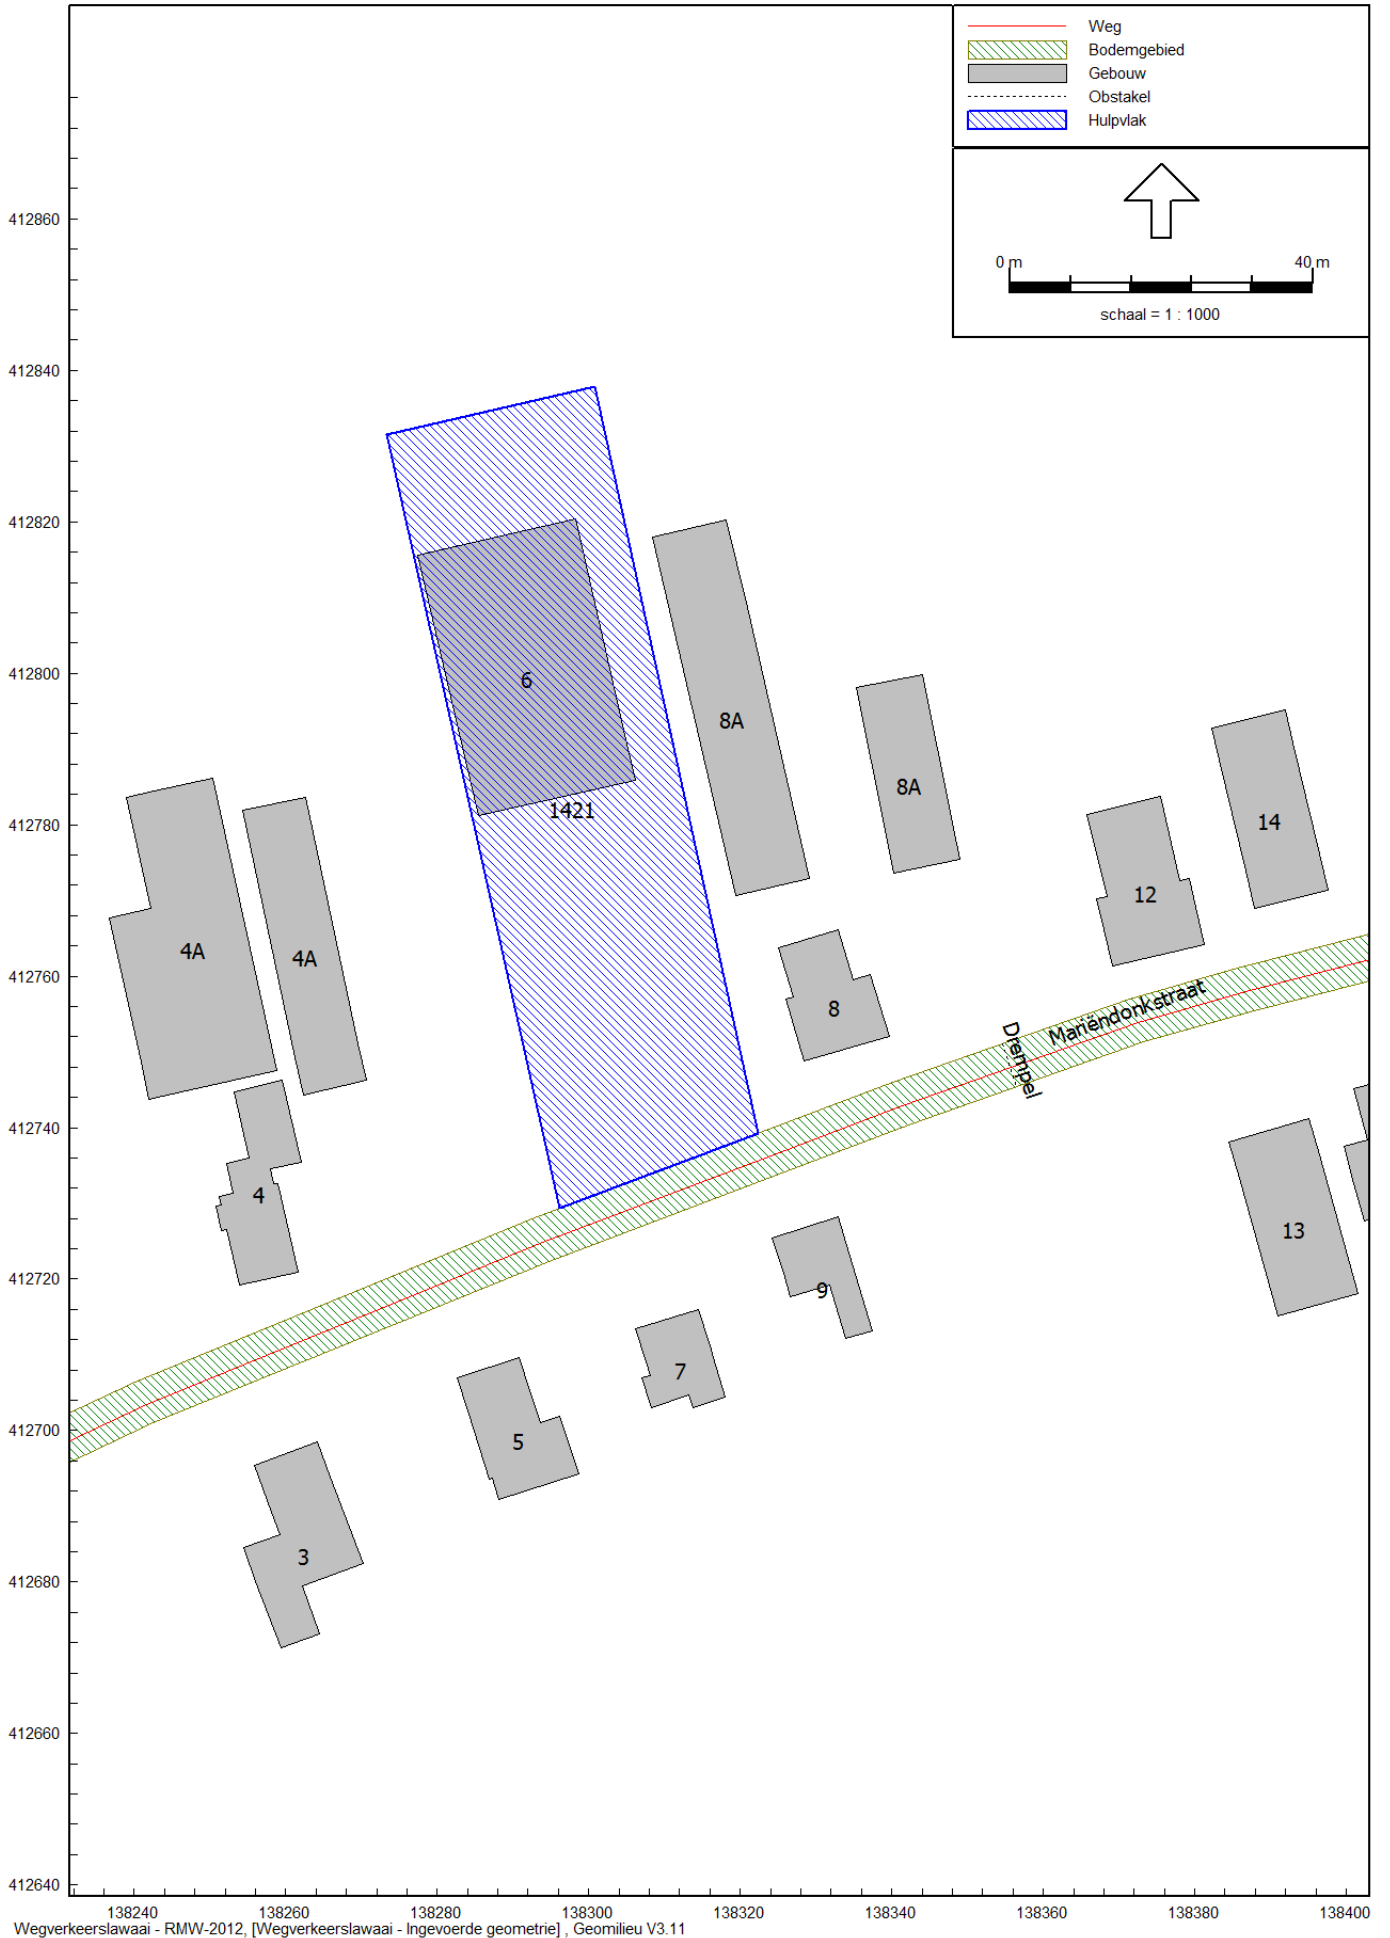 Weg
Bodemgebied
Gebouw
Obstakel
Hulpvlak
0 m 40 m
schaal = 1 : 1000
412860
412840
412820
412800
412780
412760
412740
412720
412700
412680
412660
412640
6
8A
8A
1421
14
12
4A
4A
8
Mariëndonkstraat
Drempel
4
13
9
7
5
3
138240 138260 138280 138300 138320 138340 138360 138380 138400
Wegverkeerslawaai - RMW-2012, [Wegverkeerslawaai - Ingevoerde geometrie] , Geomilieu V3.11